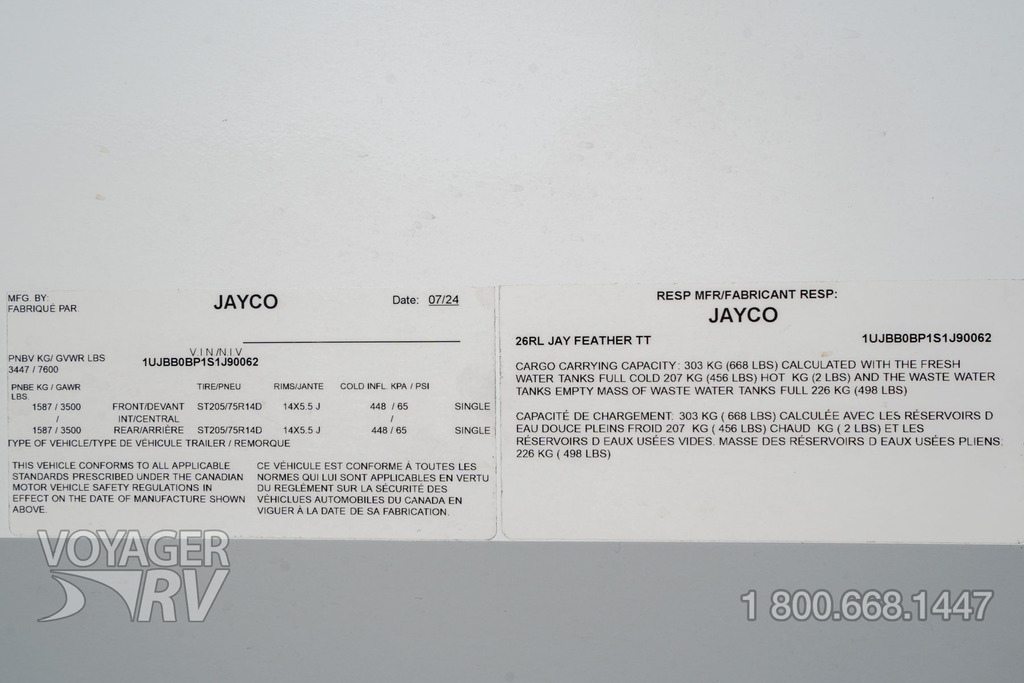 MFG. BY:
FABRIQUÉ PAR
JAYCO
Date: 07/24
V I N/N I V
1UJBB0BP1S1J90062
PNBV KG/ GVWR LBS
3447 / 7600
PNBE KG / GAWR
LBS.
TIRE/PNEU RIMS/JANTE COLD INFL. KPA / PSI
1587 / 3500 FRONT/DEVANT ST205/75R14D 14X5.5 J 448 / 65 SINGLE
/ INT/CENTRAL /
1587 / 3500 REAR/ARRIÈRE ST205/75R14D 14X5.5 J 448 / 65 SINGLE
TYPE OF VEHICLE/TYPE DE VÉHICULE TRAILER / REMORQUE
THIS VEHICLE CONFORMS TO ALL APPLICABLE
STANDARDS PRESCRIBED UNDER THE CANADIAN
MOTOR VEHICLE SAFETY REGULATIONS IN
EFFECT ON THE DATE OF MANUFACTURE SHOWN
ABOVE.
CE VÉHICULE EST CONFORME À TOUTES LES
NORMES QUI LUI SONT APPLICABLES EN VERTU
DU REGLÉMENT SUR LA SÉCURITÉ DES
VÉHICLUES AUTOMOBILES DU CANADA EN
VIGUER À LA DATE DE SA FABRICATION.
RESP MFR/FABRICANT RESP:
JAYCO
26RL JAY FEATHER TT 1UJBB0BP1S1J90062
CARGO CARRYING CAPACITY: 303 KG (668 LBS) CALCULATED WITH THE FRESH
WATER TANKS FULL COLD 207 KG (456 LBS) HOT KG (2 LBS) AND THE WASTE WATER
TANKS EMPTY MASS OF WASTE WATER TANKS FULL 226 KG (498 LBS)
CAPACITÉ DE CHARGEMENT: 303 KG ( 668 LBS) CALCULÉE AVEC LES RÉSERVOIRS D
EAU DOUCE PLEINS FROID 207 KG ( 456 LBS) CHAUD KG ( 2 LBS) ET LES
RÉSERVOIRS D EAUX USÉES VIDES. MASSE DES RÉSERVOIRS D EAUX USÉES PLIENS:
226 KG ( 498 LBS)
VOYAGER
RV
1 800.668.1447